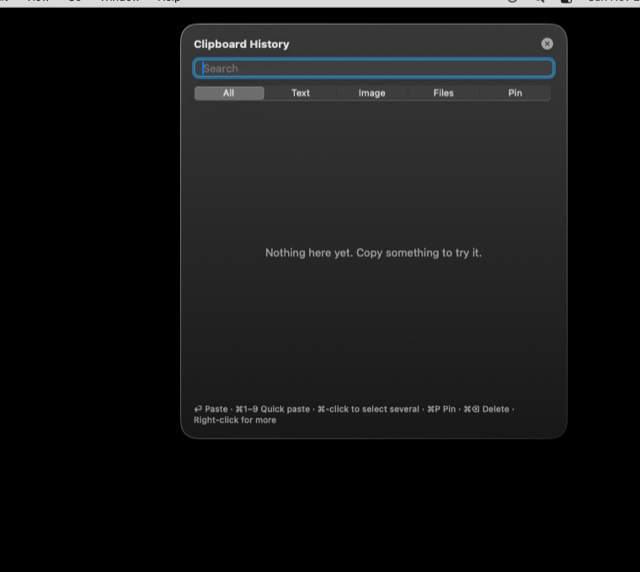 Window
Clipboard History
Search
All Text Image Files Pin
Nothing here yet. Copy something to try it.
⏎ Paste · ⌘1–9 Quick paste · ⌘-click to select several · ⌘P Pin · ⌘⌫ Delete ·
Right-click for more